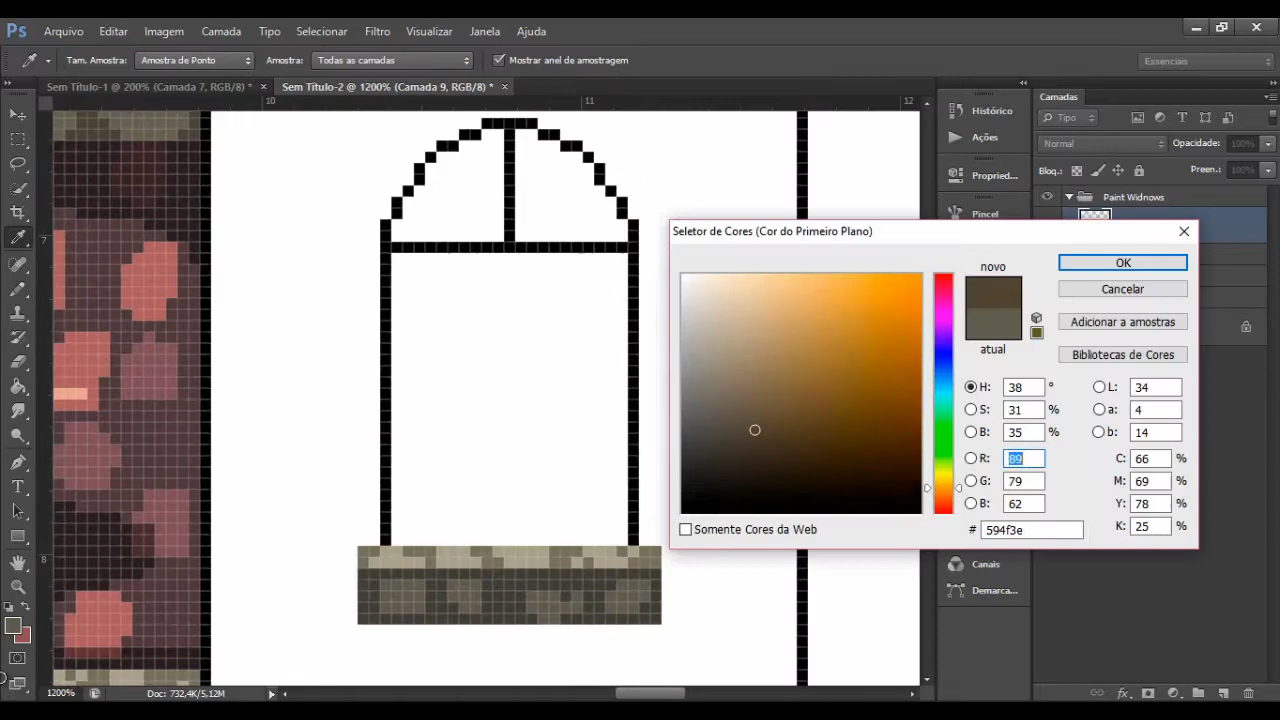 Ps Arquivo Editar Imagem Camada Tipo Selecionar Filtro Visualizar Janela Ajuda
Tam. Amostra: Amostra de Ponto Amostra: Todas as camadas Mostrar anel de amostragem Essenciais
Sem Título-1 @ 200% (Camada 7, RGB/8) * × Sem Título-2 @ 1200% (Camada 9, RGB/8) * ×
10 11 12
7
8
Histórico
Ações
Propried...
Pincel
Canais
Demarca...
Camadas
Tipo
Normal Opacidade: 100%
Bloq.: Preen.: 100%
Paint Widnows
Seletor de Cores (Cor do Primeiro Plano)
novo
atual
OK
Cancelar
Adicionar a amostras
Bibliotecas de Cores
H: 38 ° L: 34
S: 31 % a: 4
B: 35 % b: 14
R: 89 C: 66 %
G: 79 M: 69 %
B: 62 Y: 78 %
# 594f3e K: 25 %
Somente Cores da Web
1200% Doc: 732,4K/5,12M